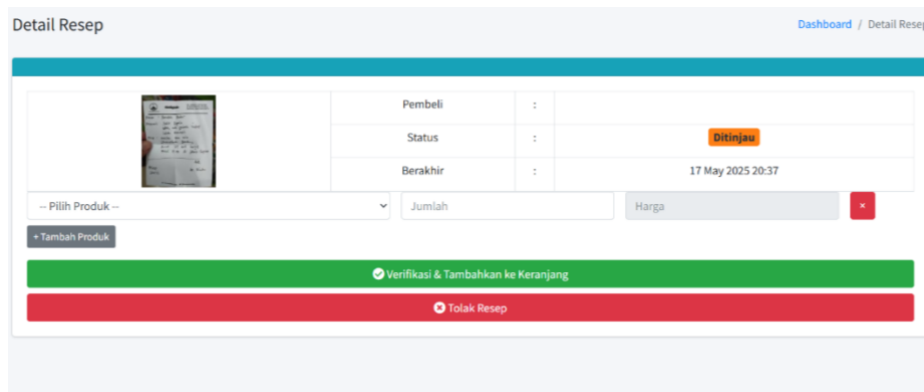 Detail Resep
Dashboard / Detail Resep
Pembeli :
Status : Ditinjau
Berakhir : 17 May 2025 20:37
-- Pilih Produk --
Jumlah
Harga
×
+ Tambah Produk
Verifikasi & Tambahkan ke Keranjang
Tolak Resep